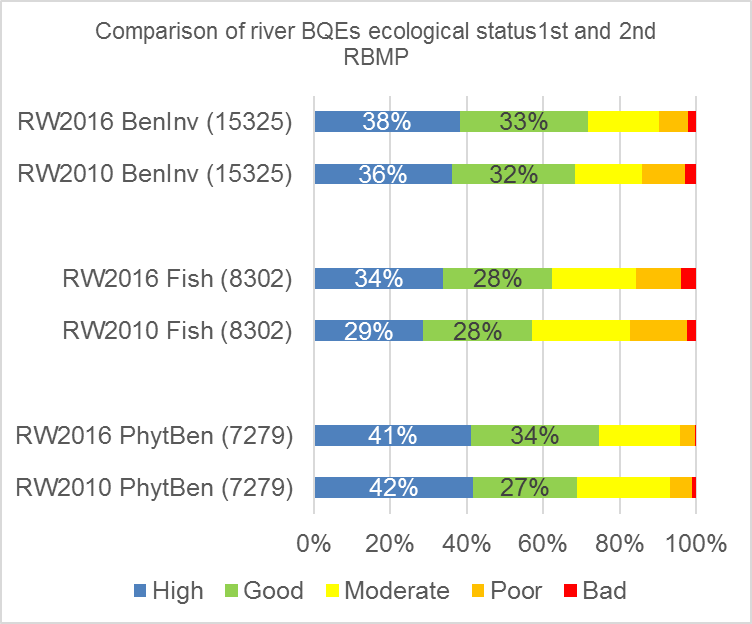 Comparison of river BQEs ecological status1st and 2nd
RBMP
RW2016 BenInv (15325) 38% 33%
RW2010 BenInv (15325) 36% 32%
RW2016 Fish (8302) 34% 28%
RW2010 Fish (8302) 29% 28%
RW2016 PhytBen (7279) 41% 34%
RW2010 PhytBen (7279) 42% 27%
0% 20% 40% 60% 80% 100%
High Good Moderate Poor Bad